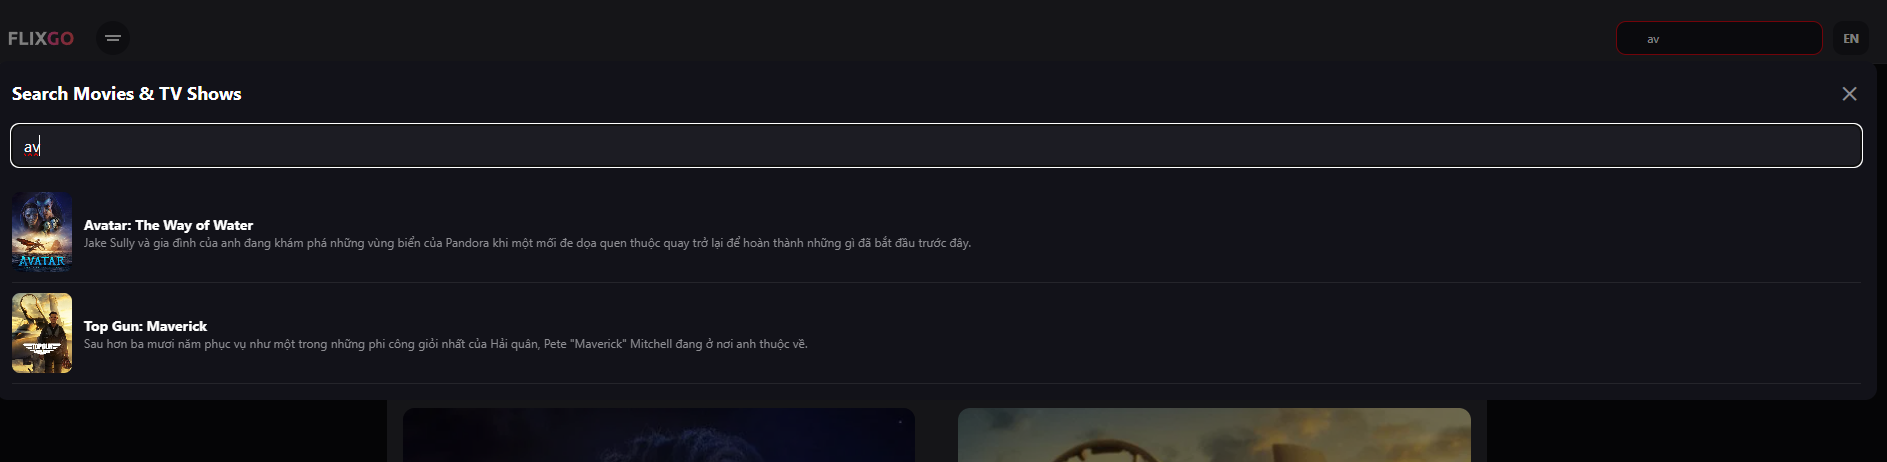 FLIXGO
av
EN
Search Movies & TV Shows
av
AVATAR
Avatar: The Way of Water
Jake Sully và gia đình của anh đang khám phá những vùng biển của Pandora khi một mối đe dọa quen thuộc quay trở lại để hoàn thành những gì đã bắt đầu trước đây.
TOPGUN
Top Gun: Maverick
Sau hơn ba mươi năm phục vụ như một trong những phi công giỏi nhất của Hải quân, Pete "Maverick" Mitchell đang ở nơi anh thuộc về.